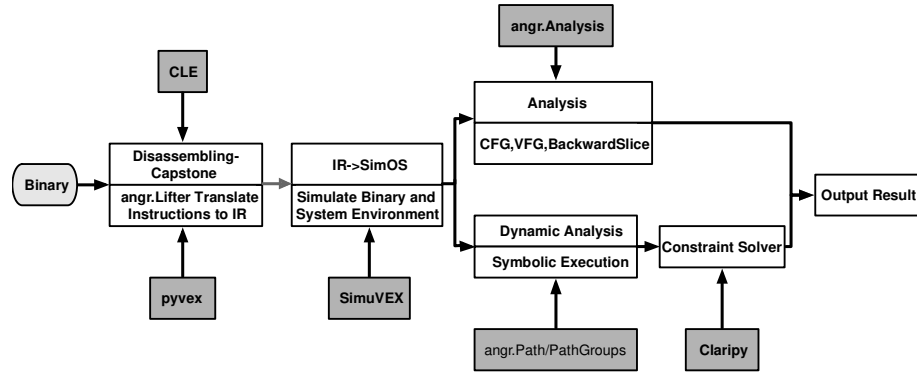 angr.Analysis
CLE
Analysis
CFG,VFG,BackwardSlice
Disassembling-
Capstone
angr.Lifter Translate
Instructions to IR
IR->SimOS
Simulate Binary and
System Environment
Binary
Output Result
Dynamic Analysis
Symbolic Execution
Constraint Solver
pyvex
SimuVEX
angr.Path/PathGroups
Claripy